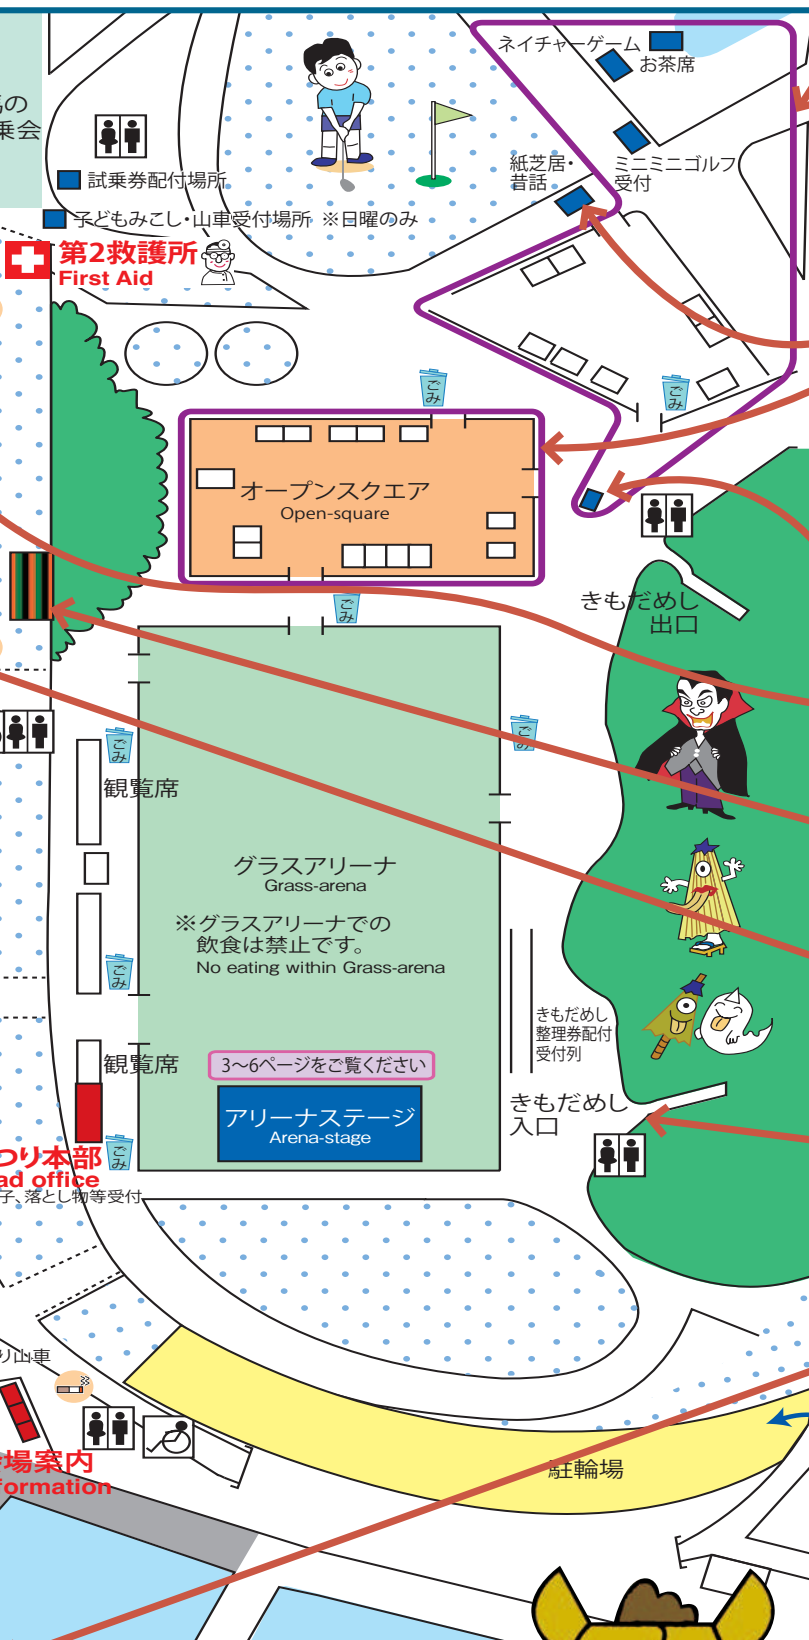 ネイチャーゲーム
お茶席
の
乗会
紙芝居・
昔話
ミニミニゴルフ
受付
試乗券配付場所
子どもみこし・山車受付場所 ※日曜のみ
第2救護所
First Aid
ごみ
ごみ
オープンスクエア
Open-square
ごみ
きもだめし
出口
ごみ
ごみ
観覧席
グラスアリーナ
Grass-arena
※グラスアリーナでの
飲食は禁止です。
No eating within Grass-arena
ごみ
きもだめし
整理券配付
受付列
観覧席
3〜6ページをご覧ください
アリーナステージ
Arena-stage
きもだめし
入口
ごみ
つり本部
ad office
子、落とし物等受付
り山車
場案内
formation
駐輪場